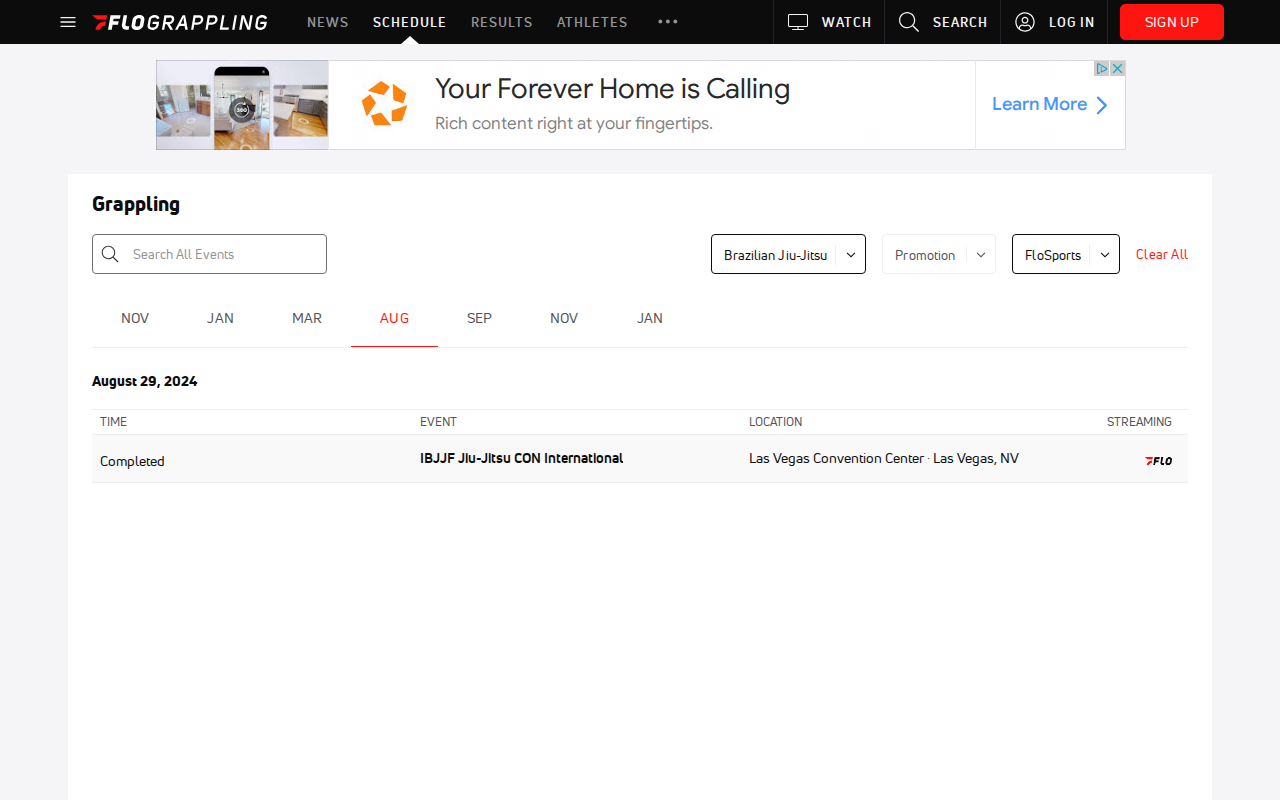 FLOGRAPPLING NEWS SCHEDULE RESULTS ATHLETES ••• WATCH SEARCH LOG IN SIGN UP
360
Your Forever Home is Calling
Rich content right at your fingertips.
Learn More
Grappling
Search All Events
Brazilian Jiu-Jitsu
Promotion
FloSports
Clear All
NOV JAN MAR AUG SEP NOV JAN
August 29, 2024
TIME EVENT LOCATION STREAMING
Completed IBJJF Jiu-Jitsu CON International Las Vegas Convention Center · Las Vegas, NV FLO